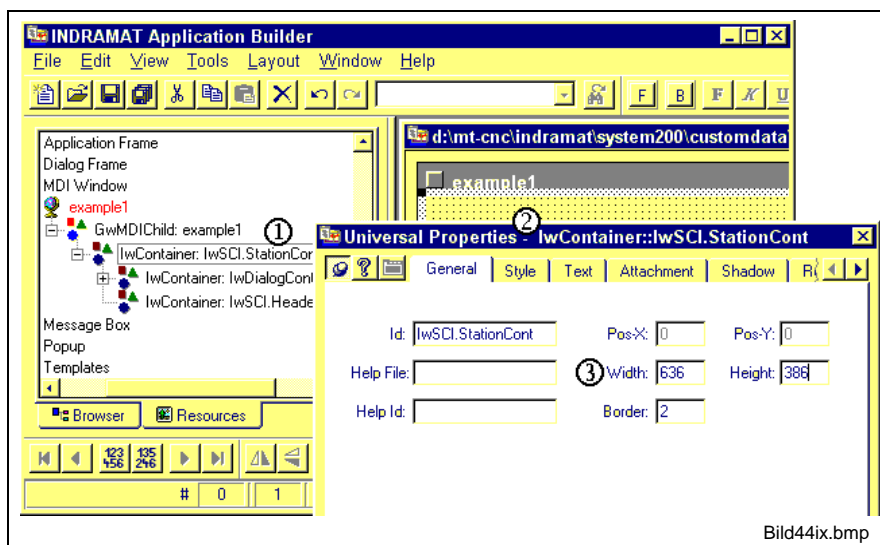 INDRAMAT Application Builder
File Edit View Tools Layout Window Help
F B F K U
Application Frame
Dialog Frame
MDI Window
example1
GwMDIChild: example1
IwContainer: IwSCI.StationCor
IwContainer: IwDialogCont
IwContainer: IwSCI.Heade
Message Box
Popup
Templates
Browser Resources
123 456 135 246
# 0 1
d:\mt-cnc\indramat\system200\customdata
example1
① ②
Universal Properties - IwContainer::IwSCI.StationCont
General Style Text Attachment Shadow
Id: IwSCI.StationCont Pos-X: 0 Pos-Y: 0
Help File: ③ Width: 636 Height: 386
Help Id: Border: 2
Bild44ix.bmp